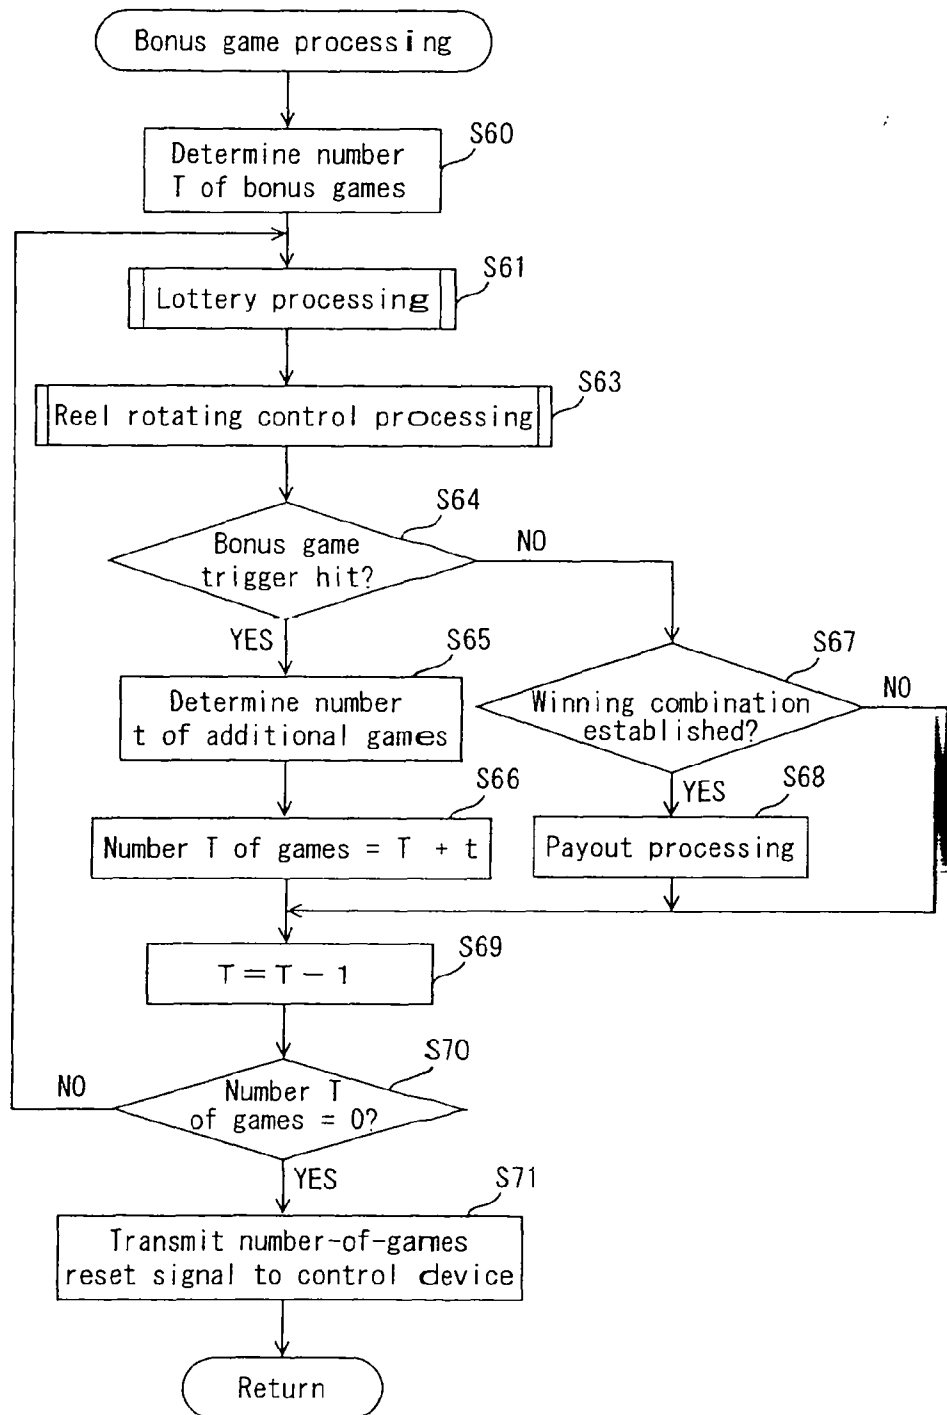 Bonus game processing
S60
Determine number
T of bonus games
S61
Lottery processing
S63
Reel rotating control processing
S64
Bonus game
trigger hit?
NO
YES
S65
Determine number
t of additional games
S67
Winning combination
established?
NO
YES
S66
Number T of games = T + t
S68
Payout processing
S69
T = T - 1
S70
Number T
of games = 0?
NO
YES
S71
Transmit number-of-games
reset signal to control device
Return